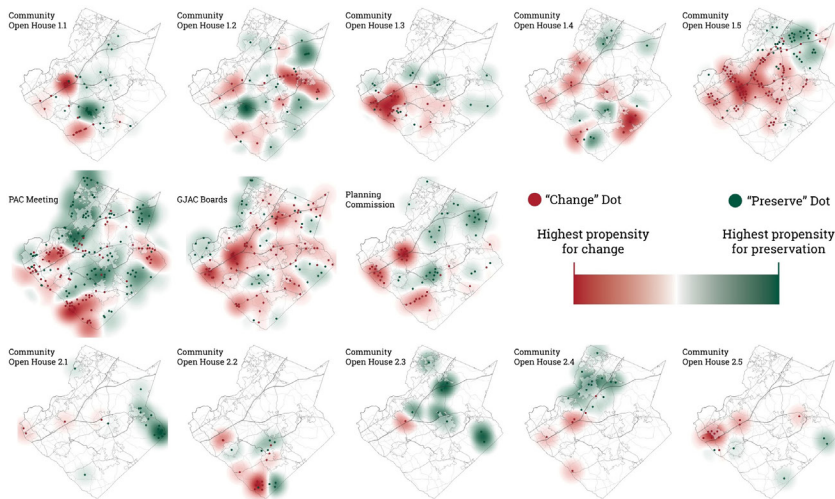 Community
Open House 1.1
Community
Open House 1.2
Community
Open House 1.3
Community
Open House 1.4
Community
Open House 1.5
PAC Meeting
GJAC Boards
Planning
Commission
"Change" Dot
"Preserve" Dot
Highest propensity
for change
Highest propensity
for preservation
Community
Open House 2.1
Community
Open House 2.2
Community
Open House 2.3
Community
Open House 2.4
Community
Open House 2.5